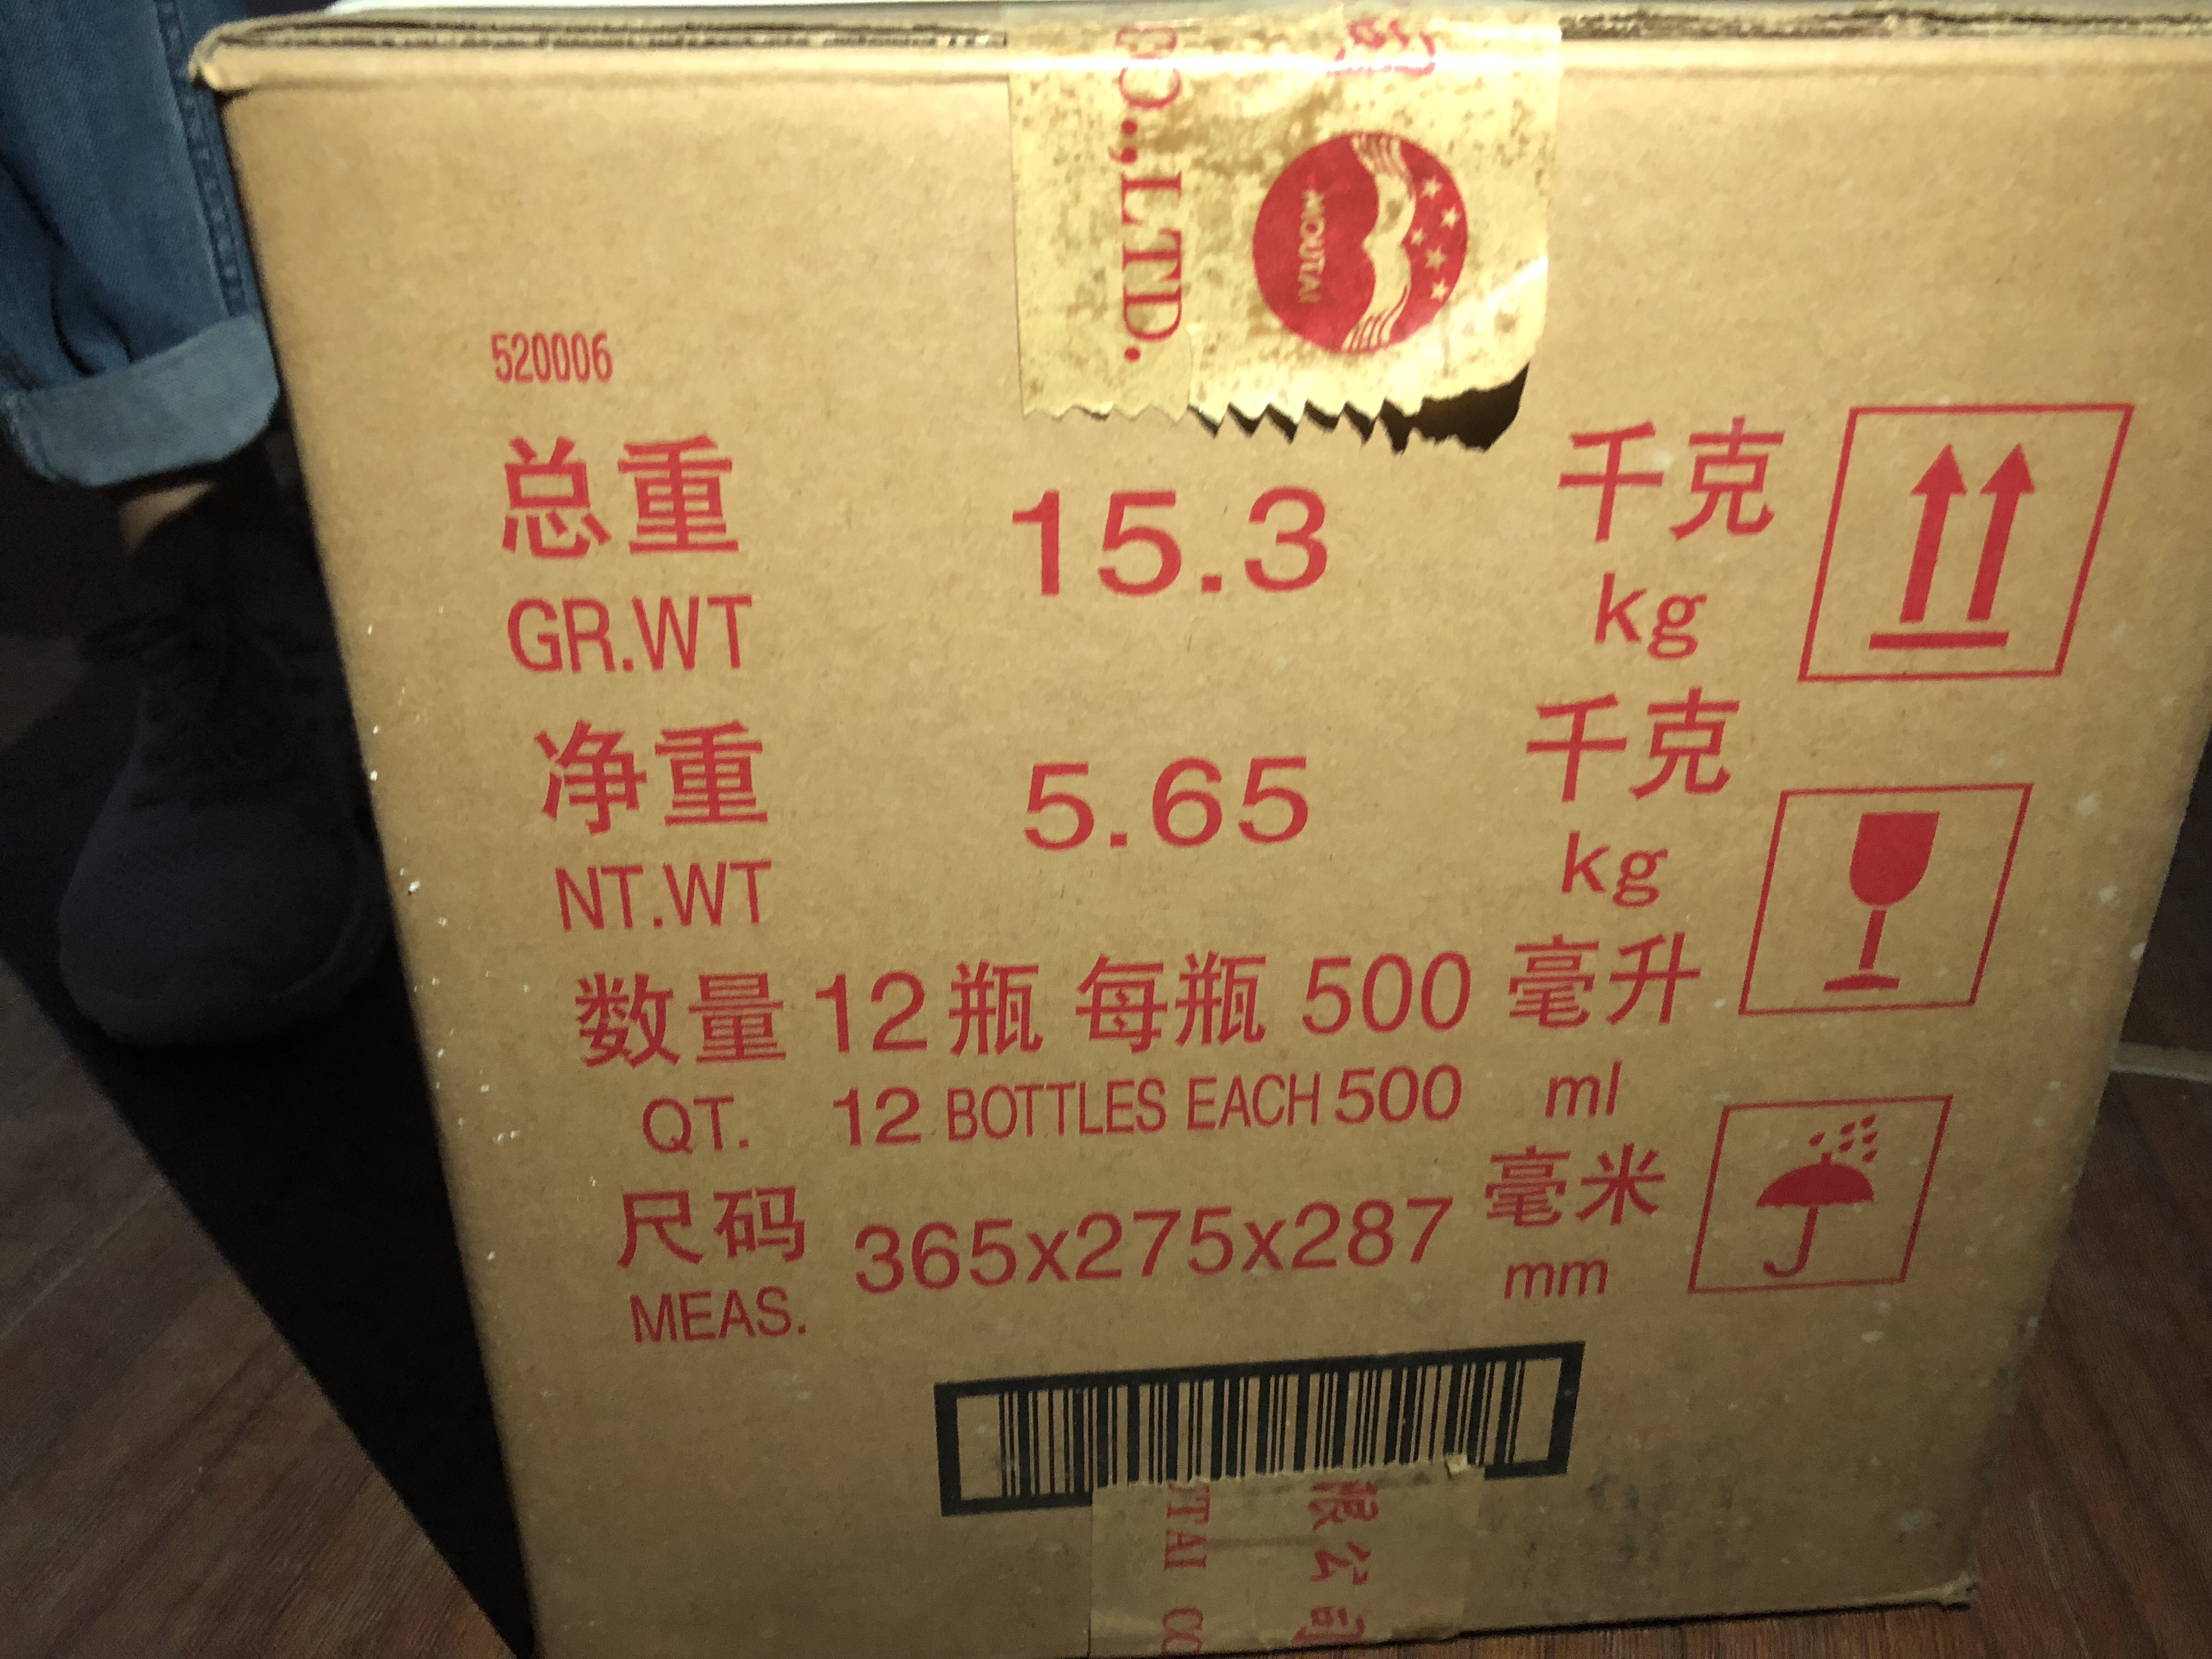 CO.,LTD.
MOUTAI
520006
总重 15.3 千克
GR.WT kg
净重 5.65 千克
NT.WT kg
数量 12 瓶 每瓶 500 毫升
QT. 12 BOTTLES EACH 500 ml
尺码 365x275x287 毫米
MEAS. mm
UTAI CO
限公司